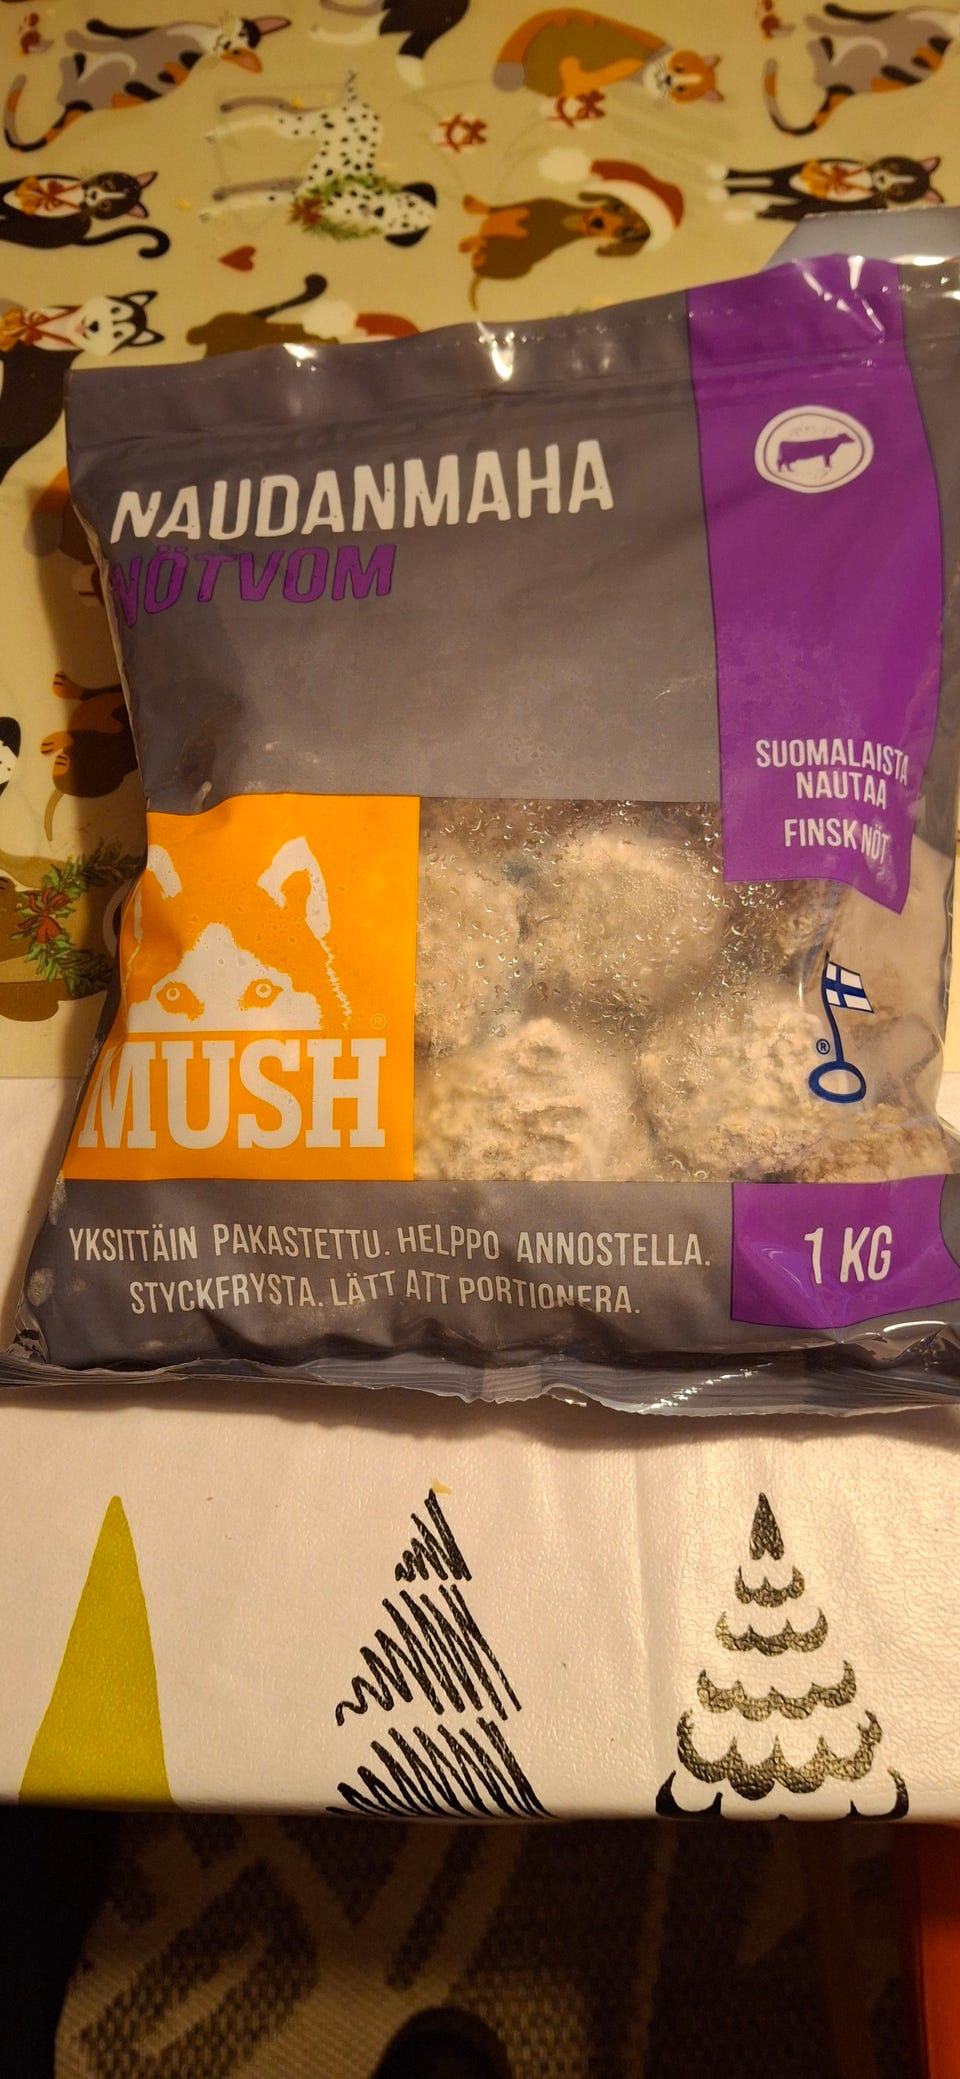 NAUDANMAHA
NÖTVOM
SUOMALAISTA
NAUTAA
FINSK NÖT
®
MUSH
®
YKSITTÄIN PAKASTETTU. HELPPO ANNOSTELLA.
STYCKFRYSTA. LÄTT ATT PORTIONERA.
1 KG